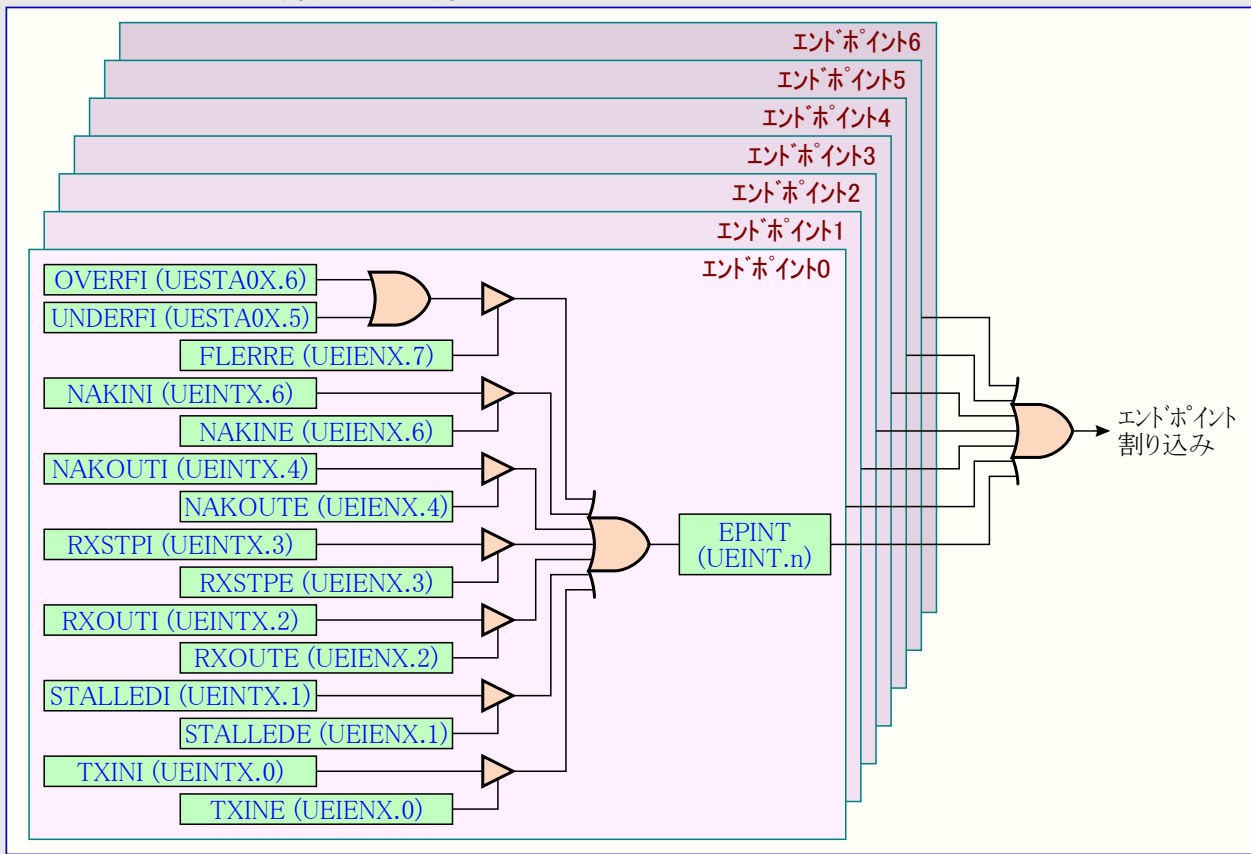 エンドポイント6
エンドポイント5
エンドポイント4
エンドポイント3
エンドポイント2
エンドポイント1
エンドポイント0
OVERFI (UESTA0X.6)
UNDERFI (UESTA0X.5)
FLERRE (UEIENX.7)
NAKINI (UEINTX.6)
NAKINE (UEIENX.6)
NAKOUTI (UEINTX.4)
NAKOUTE (UEIENX.4)
RXSTPI (UEINTX.3)
RXSTPE (UEIENX.3)
RXOUTI (UEINTX.2)
RXOUTE (UEIENX.2)
STALLEDI (UEINTX.1)
STALLEDE (UEIENX.1)
TXINI (UEINTX.0)
TXINE (UEIENX.0)
EPINT
(UEINT.n)
エンドポイント
割り込み